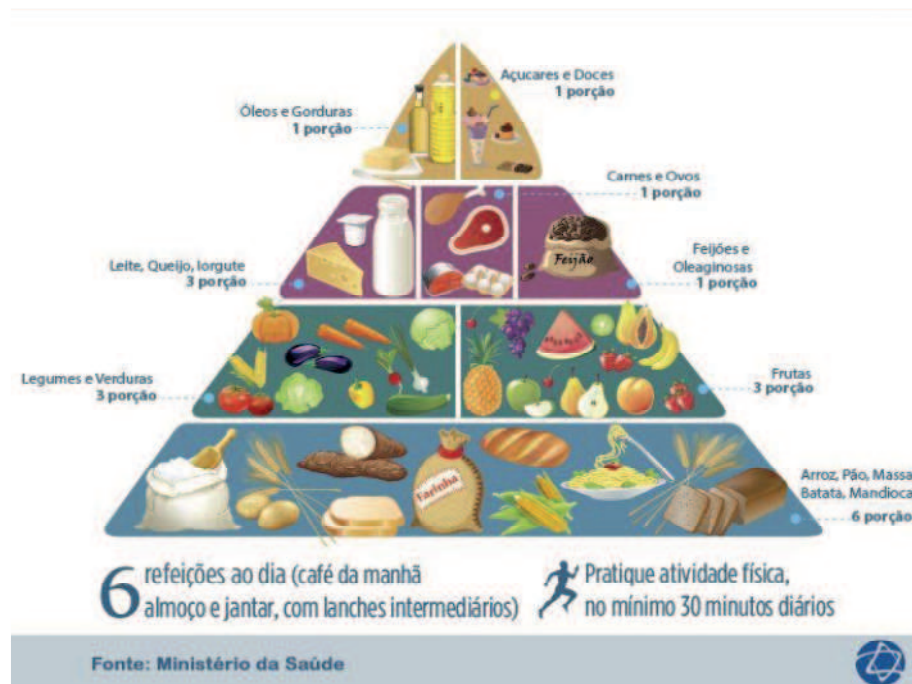 Açucares e Doces
1 porção
Óleos e Gorduras
1 porção
Carnes e Ovos
1 porção
Feijão
Feijões e
Oleaginosas
1 porção
Leite, Queijo, Iorgute
3 porção
Legumes e Verduras
3 porção
Frutas
3 porção
Farinha
Arroz, Pão, Massa
Batata, Mandioca
6 porção
6 refeições ao dia (café da manhã
almoço e jantar, com lanches intermediários)
Pratique atividade física,
no mínimo 30 minutos diários
Fonte: Ministério da Saúde